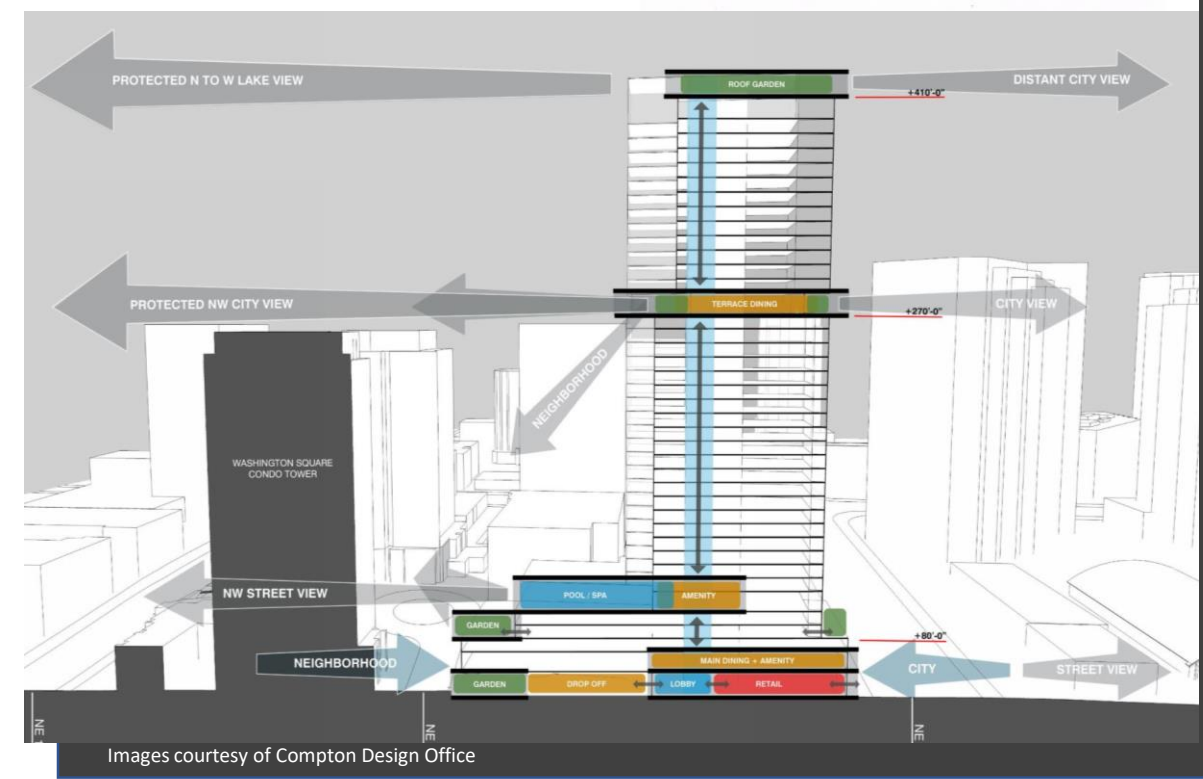 PROTECTED N TO W LAKE VIEW
ROOF GARDEN
DISTANT CITY VIEW
+410'-0"
PROTECTED NW CITY VIEW
TERRACE DINING
CITY VIEW
+270'-0"
NEIGHBORHOOD
WASHINGTON SQUARE
CONDO TOWER
NW STREET VIEW
POOL / SPA
AMENITY
GARDEN
+80'-0"
NEIGHBORHOOD
MAIN DINING + AMENITY
CITY
STREET VIEW
GARDEN
DROP OFF
LOBBY
RETAIL
NE
NE
NE
Images courtesy of Compton Design Office